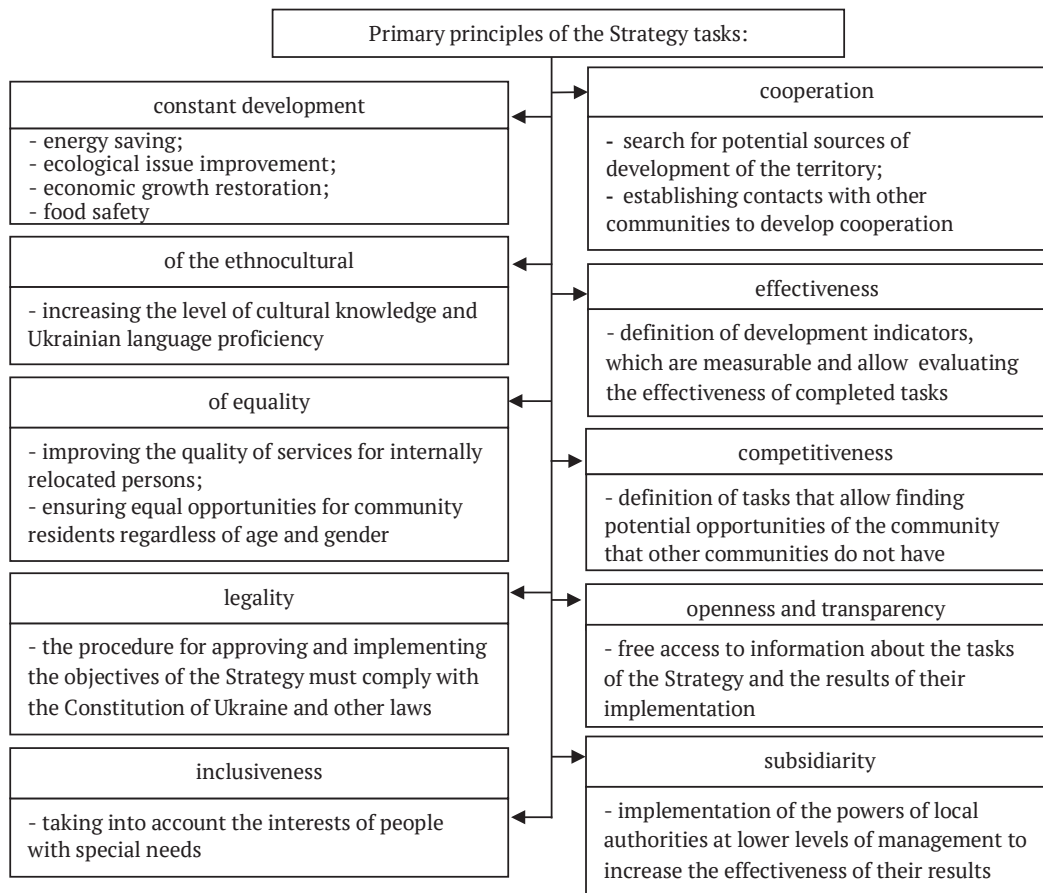 Primary principles of the Strategy tasks:
constant development
- energy saving;
- ecological issue improvement;
- economic growth restoration;
- food safety
of the ethnocultural
- increasing the level of cultural knowledge and
Ukrainian language proficiency
of equality
- improving the quality of services for internally
relocated persons;
- ensuring equal opportunities for community
residents regardless of age and gender
legality
- the procedure for approving and implementing
the objectives of the Strategy must comply with
the Constitution of Ukraine and other laws
inclusiveness
- taking into account the interests of people
with special needs
cooperation
- search for potential sources of
development of the territory;
- establishing contacts with other
communities to develop cooperation
effectiveness
- definition of development indicators,
which are measurable and allow evaluating
the effectiveness of completed tasks
competitiveness
- definition of tasks that allow finding
potential opportunities of the community
that other communities do not have
openness and transparency
- free access to information about the tasks
of the Strategy and the results of their
implementation
subsidiarity
- implementation of the powers of local
authorities at lower levels of management to
increase the effectiveness of their results